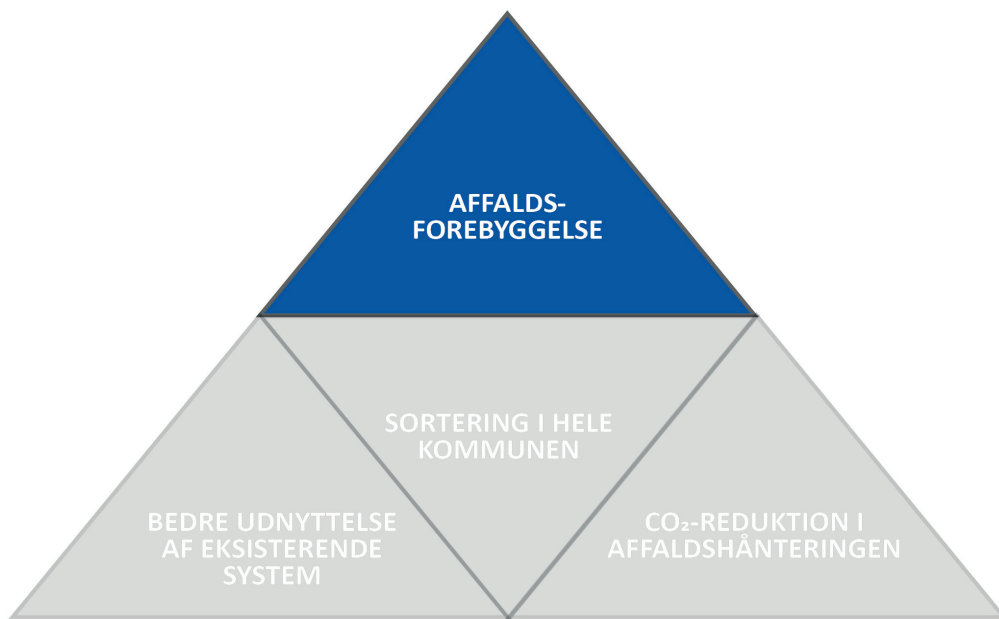 AFFALDS-
FOREBYGGELSE
SORTERING I HELE
KOMMUNEN
BEDRE UDNYTTELSE
AF EKSISTERENDE
SYSTEM
CO₂-REDUKTION I
AFFALDSHÅNTERINGEN